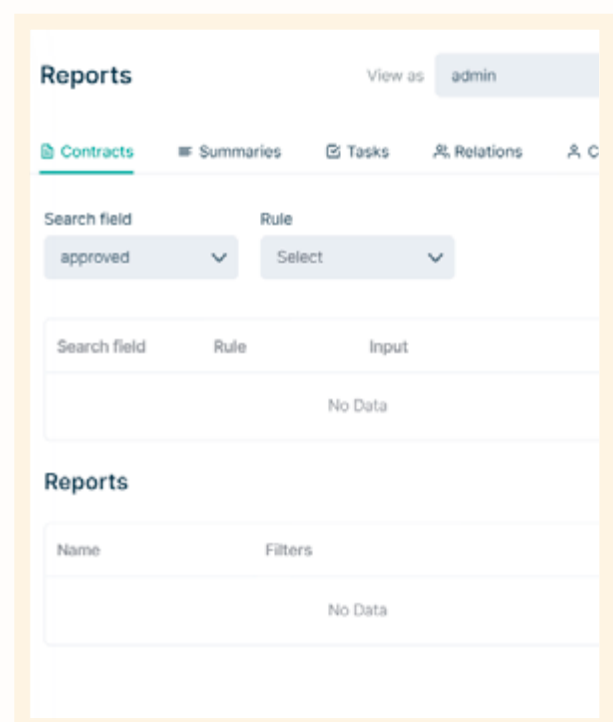 Reports View as admin
Contracts Summaries Tasks Relations C
Search field Rule
approved Select
Search field Rule Input
No Data
Reports
Name Filters
No Data